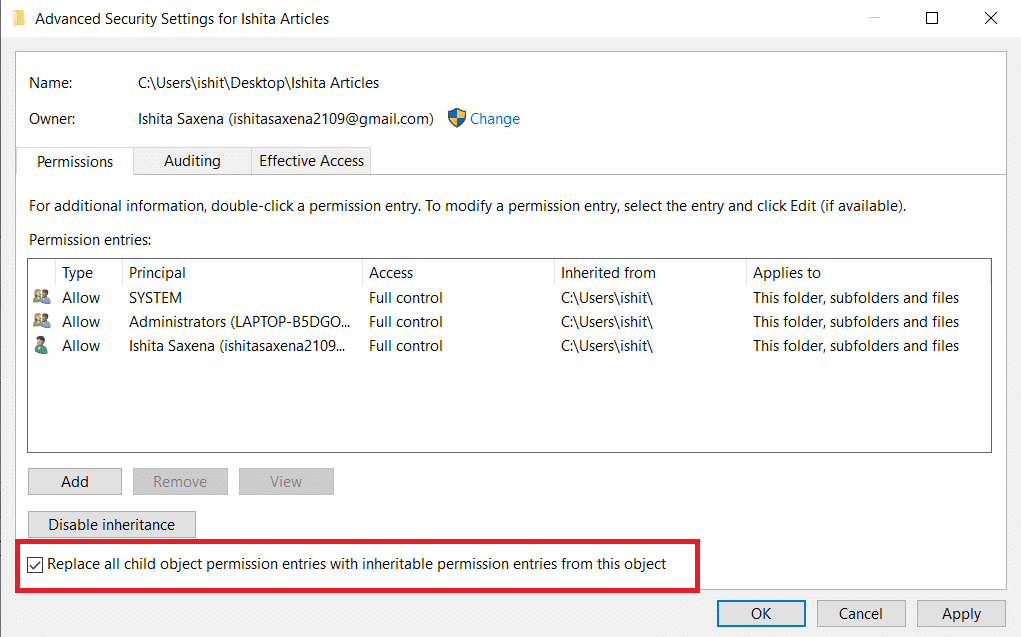 Advanced Security Settings for Ishita Articles
Name: C:\Users\ishit\Desktop\Ishita Articles
Owner: Ishita Saxena (ishitasaxena2109@gmail.com) Change
Permissions Auditing Effective Access
For additional information, double-click a permission entry. To modify a permission entry, select the entry and click Edit (if available).
Permission entries:
Type Principal Access Inherited from Applies to
Allow SYSTEM Full control C:\Users\ishit\ This folder, subfolders and files
Allow Administrators (LAPTOP-B5DGO... Full control C:\Users\ishit\ This folder, subfolders and files
Allow Ishita Saxena (ishitasaxena2109... Full control C:\Users\ishit\ This folder, subfolders and files
Add Remove View
Disable inheritance
Replace all child object permission entries with inheritable permission entries from this object
OK Cancel Apply